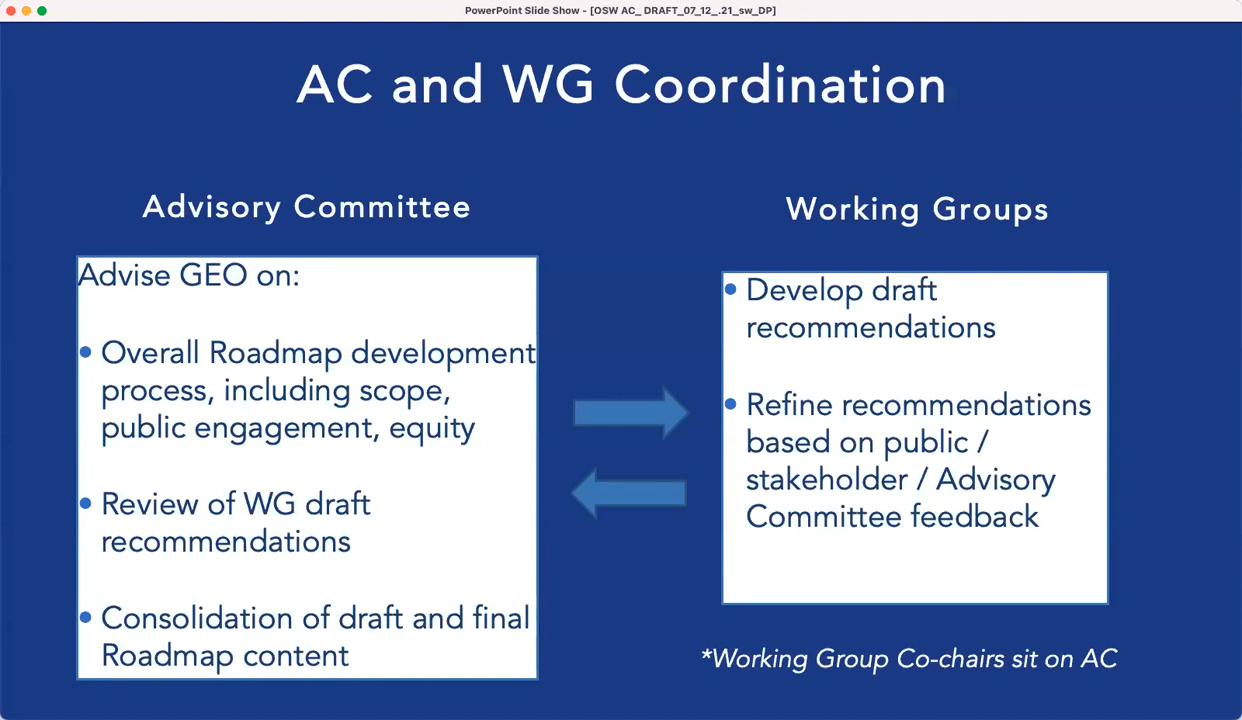 PowerPoint Slide Show - [OSW AC_ DRAFT_07_12_.21_sw_DP]
AC and WG Coordination
Advisory Committee
Advise GEO on:
• Overall Roadmap development
process, including scope,
public engagement, equity
• Review of WG draft
recommendations
• Consolidation of draft and final
Roadmap content
Working Groups
• Develop draft
recommendations
• Refine recommendations
based on public /
stakeholder / Advisory
Committee feedback
*Working Group Co-chairs sit on AC